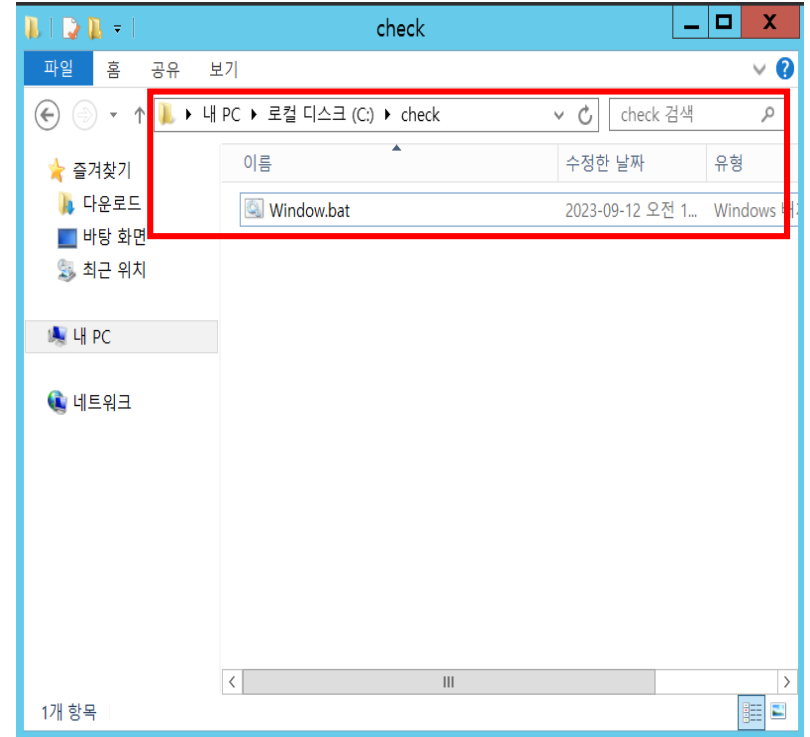 check
파일 홈 공유 보기
내 PC 로컬 디스크 (C:) check check 검색
이름 수정한 날짜 유형
즐겨찾기
다운로드
바탕 화면
최근 위치
Window.bat 2023-09-12 오전 1... Windows
내 PC
네트워크
1개 항목